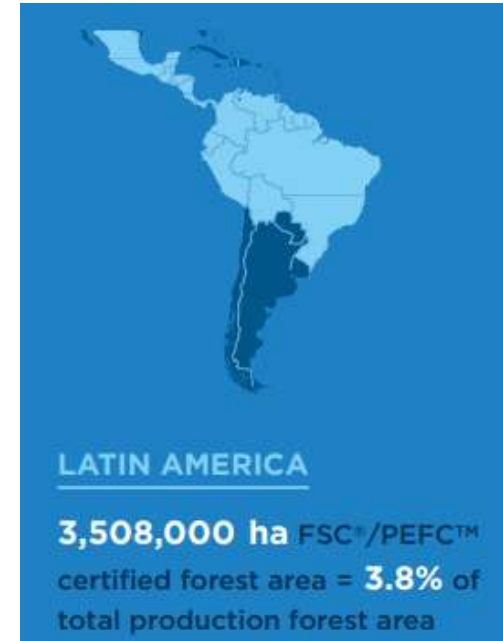 LATIN AMERICA
3,508,000 ha FSC®/PEFC™
certified forest area = 3.8% of
total production forest area